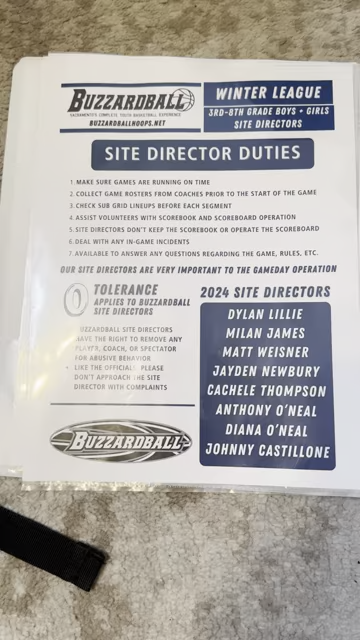 BUZZARDBALL
SACRAMENTO'S COMPLETE YOUTH BASKETBALL EXPERIENCE
BUZZARDBALLHOOPS.NET
WINTER LEAGUE
3RD-8TH GRADE BOYS • GIRLS
SITE DIRECTORS
SITE DIRECTOR DUTIES
1. MAKE SURE GAMES ARE RUNNING ON TIME
2. COLLECT GAME ROSTERS FROM COACHES PRIOR TO THE START OF THE GAME
3. CHECK SUB GRID LINEUPS BEFORE EACH SEGMENT
4. ASSIST VOLUNTEERS WITH SCOREBOOK AND SCOREBOARD OPERATION
5. SITE DIRECTORS DON'T KEEP THE SCOREBOOK OR OPERATE THE SCOREBOARD
6. DEAL WITH ANY IN-GAME INCIDENTS
7. AVAILABLE TO ANSWER ANY QUESTIONS REGARDING THE GAME, RULES, ETC.
OUR SITE DIRECTORS ARE VERY IMPORTANT TO THE GAMEDAY OPERATION
0 TOLERANCE
APPLIES TO BUZZARDBALL
SITE DIRECTORS
BUZZARDBALL SITE DIRECTORS
HAVE THE RIGHT TO REMOVE ANY
PLAYER, COACH, OR SPECTATOR
FOR ABUSIVE BEHAVIOR
• LIKE THE OFFICIALS, PLEASE
DON'T APPROACH THE SITE
DIRECTOR WITH COMPLAINTS
BUZZARDBALL
2024 SITE DIRECTORS
DYLAN LILLIE
MILAN JAMES
MATT WEISNER
JAYDEN NEWBURY
CACHELE THOMPSON
ANTHONY O'NEAL
DIANA O'NEAL
JOHNNY CASTILLONE